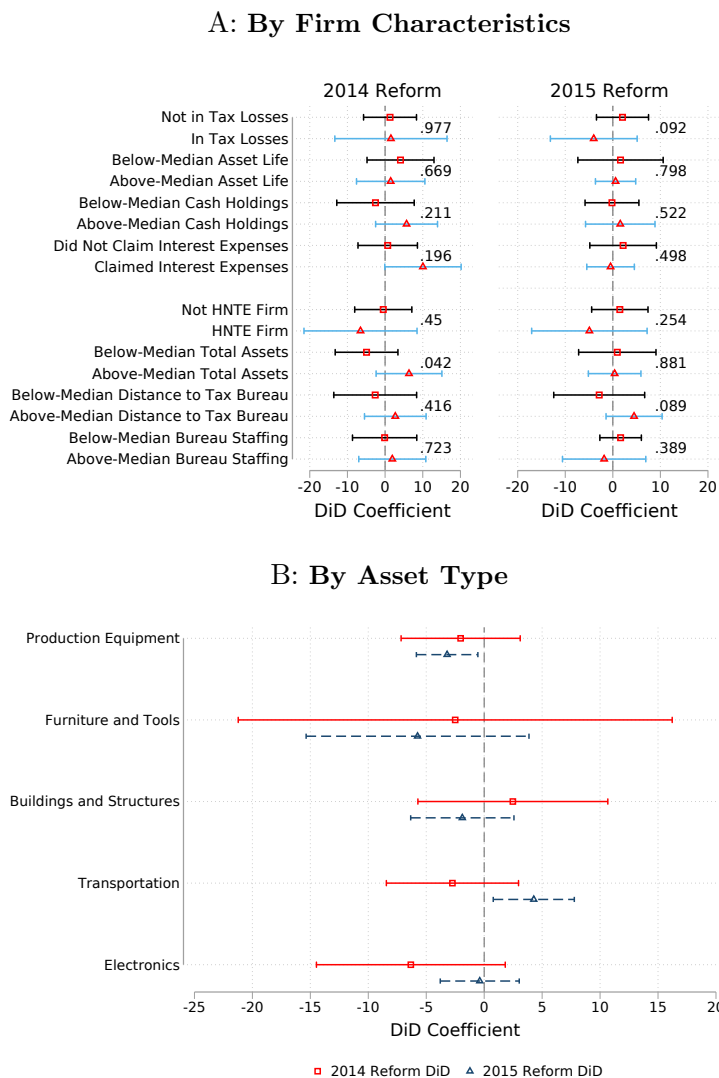 A: By Firm Characteristics
2014 Reform
2015 Reform
Not in Tax Losses
.977
.092
In Tax Losses
Below-Median Asset Life
.669
.798
Above-Median Asset Life
Below-Median Cash Holdings
.211
.522
Above-Median Cash Holdings
Did Not Claim Interest Expenses
.196
.498
Claimed Interest Expenses
Not HNTE Firm
.45
.254
HNTE Firm
Below-Median Total Assets
.042
.881
Above-Median Total Assets
Below-Median Distance to Tax Bureau
.416
.089
Above-Median Distance to Tax Bureau
Below-Median Bureau Staffing
.723
.389
Above-Median Bureau Staffing
-20 -10 0 10 20
-20 -10 0 10 20
DiD Coefficient
DiD Coefficient
B: By Asset Type
Production Equipment
Furniture and Tools
Buildings and Structures
Transportation
Electronics
-25 -20 -15 -10 -5 0 5 10 15 20
DiD Coefficient
2014 Reform DiD
2015 Reform DiD